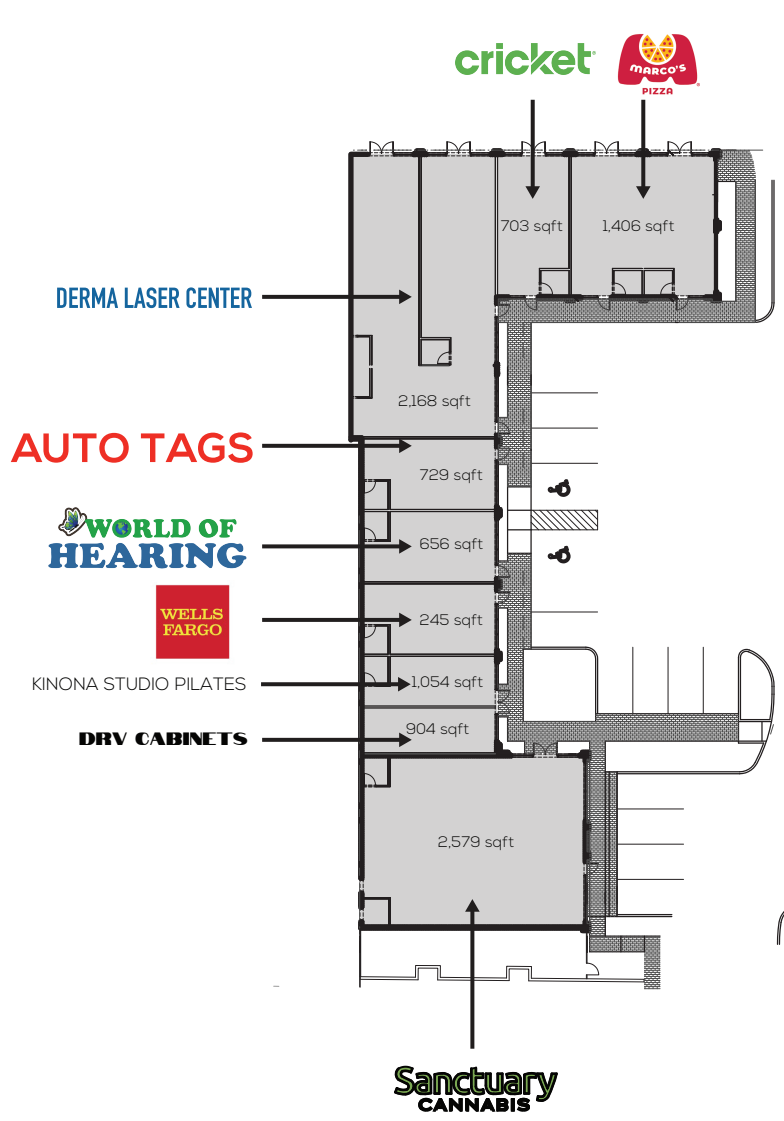 cricket
MARCO'S
PIZZA
703 sqft
1,406 sqft
DERMA LASER CENTER
2,168 sqft
AUTO TAGS
729 sqft
WORLD OF
HEARING
656 sqft
WELLS
FARGO
245 sqft
KINONA STUDIO PILATES
1,054 sqft
904 sqft
DRV CABINETS
2,579 sqft
Sanctuary
CANNABIS